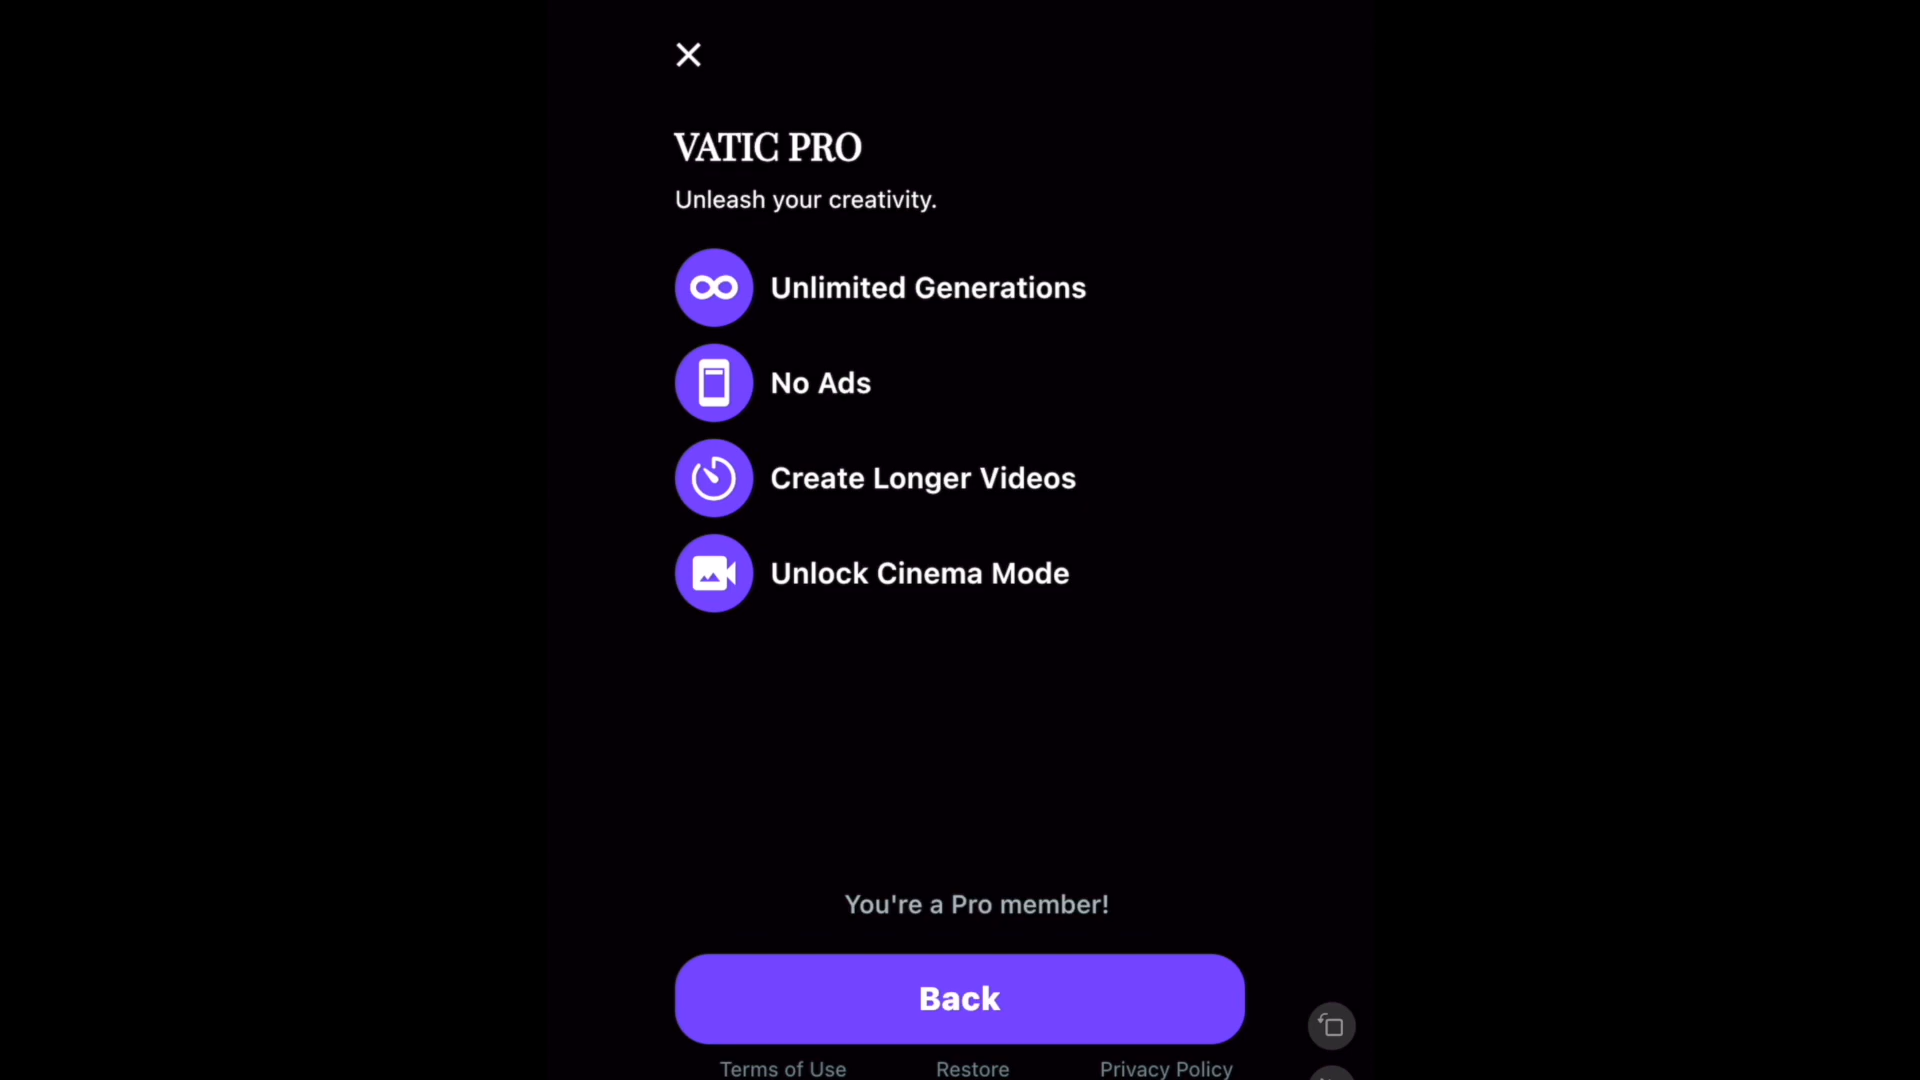 VATIC PRO
Unleash your creativity.
Unlimited Generations
No Ads
Create Longer Videos
Unlock Cinema Mode
You're a Pro member!
Back
Terms of Use Restore Privacy Policy